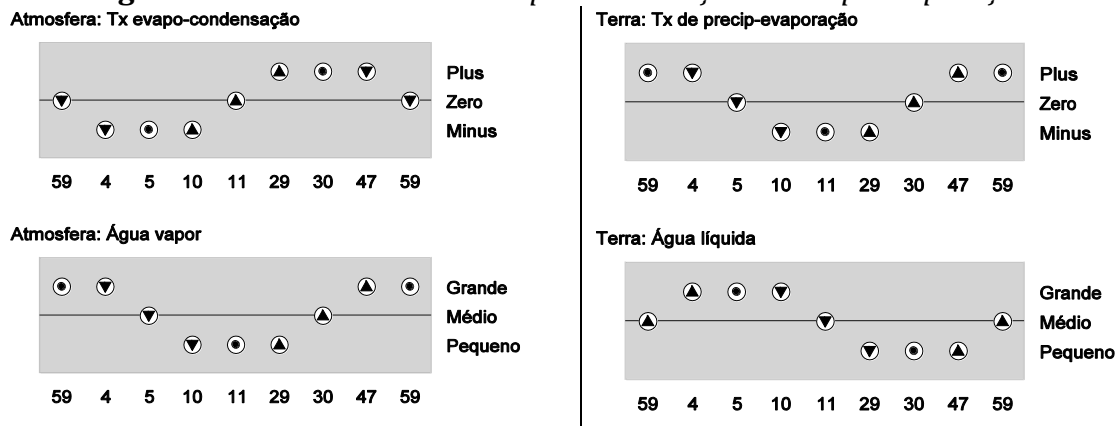 Atmosfera: Tx evapo-condensação
Plus
Zero
Minus
59 4 5 10 11 29 30 47 59
Atmosfera: Água vapor
Grande
Médio
Pequeno
59 4 5 10 11 29 30 47 59
Terra: Tx de precip-evaporação
Plus
Zero
Minus
59 4 5 10 11 29 30 47 59
Terra: Água líquida
Grande
Médio
Pequeno
59 4 5 10 11 29 30 47 59